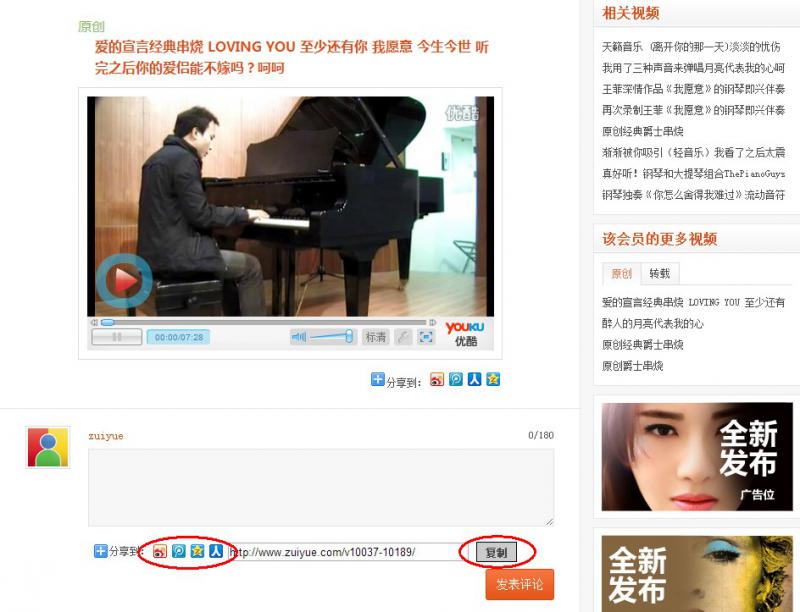 原创
爱的宣言经典串烧 LOVING YOU 至少还有你 我愿意 今生今世 听
完之后你的爱侣能不嫁吗？呵呵
优酷
00:00/07:28
标清
YOUKU
优酷
分享到：
zuiyue
0/180
分享到：
http://www.zuiyue.com/v10037-10189/
复制
发表评论
相关视频
天籁音乐 (离开你的那一天)淡淡的忧伤
我用了三种声音来弹唱月亮代表我的心呵
王菲深情作品《我愿意》的钢琴即兴伴奏
再次录制王菲《我愿意》的钢琴即兴伴奏
原创经典爵士串烧
渐渐被你吸引（轻音乐）我看了之后太震
真好听！钢琴和大提琴组合ThePianoGuys
钢琴独奏《你怎么舍得我难过》流动音符
该会员的更多视频
原创 转载
爱的宣言经典串烧 LOVING YOU 至少还有
醉人的月亮代表我的心
原创经典爵士串烧
原创爵士串烧
全新
发布
广告位
全新
发布